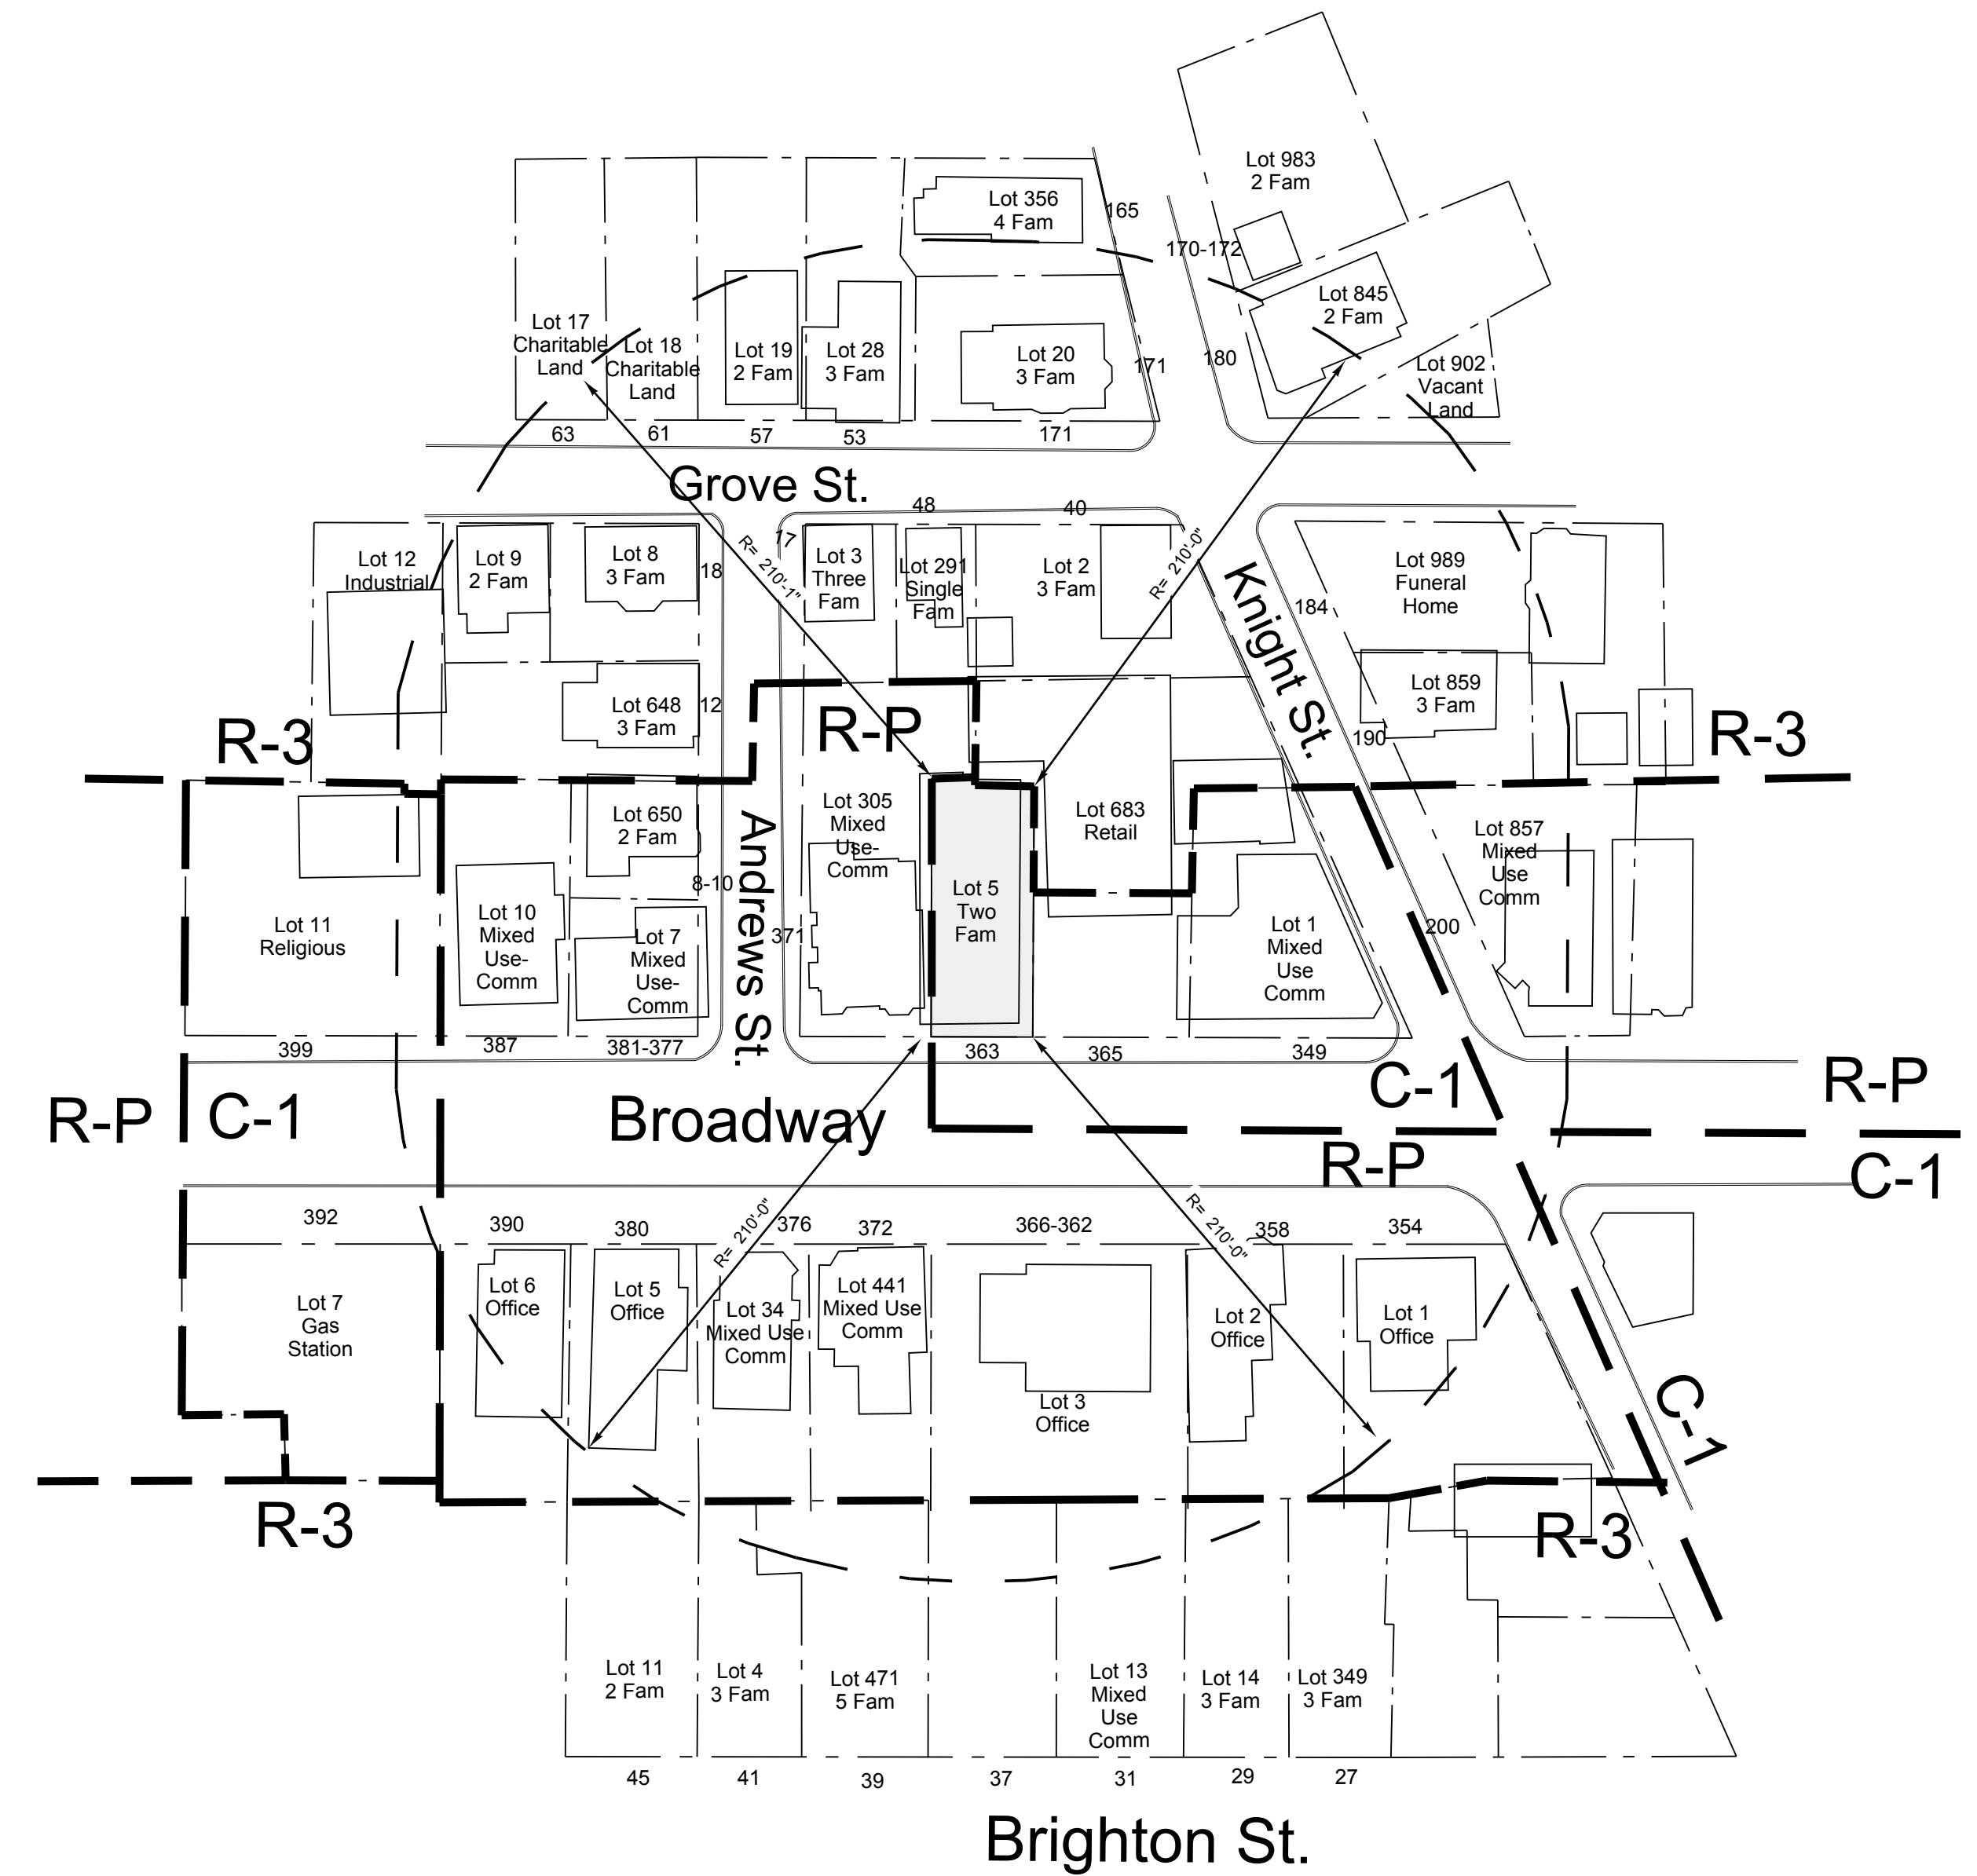 Lot 983
2 Fam
Lot 356
4 Fam
165
170-172
Lot 845
2 Fam
Lot 17
Charitable
Land
Lot 18
Charitable
Land
Lot 19
2 Fam
Lot 28
3 Fam
Lot 20
3 Fam
171
180
Lot 902
Vacant
Land
63
61
57
53
171
Grove St.
48
40
17
R= 210'-1"
R= 210'-0"
Lot 12
Industrial
Lot 9
2 Fam
Lot 8
3 Fam
18
Lot 3
Three
Fam
Lot 291
Single
Fam
Lot 2
3 Fam
Knight St.
184
Lot 989
Funeral
Home
Lot 648
3 Fam
12
Lot 859
3 Fam
190
R-3
R-P
R-3
Lot 650
2 Fam
8-10
Andrews St.
Lot 305
Mixed
Use-
Comm
371
Lot 683
Retail
Lot 857
Mixed
Use
Comm
200
Lot 11
Religious
Lot 10
Mixed
Use-
Comm
Lot 7
Mixed
Use-
Comm
Lot 5
Two
Fam
Lot 1
Mixed
Use
Comm
399
387
381-377
363
365
349
R-P
C-1
Broadway
C-1
R-P
R-P
C-1
392
390
380
376
372
366-362
358
354
R= 210'-0"
R= 210'-0"
Lot 7
Gas
Station
Lot 6
Office
Lot 5
Office
Lot 34
Mixed Use
Comm
Lot 441
Mixed Use
Comm
Lot 3
Office
Lot 2
Office
Lot 1
Office
C-1
R-3
R-3
Lot 11
2 Fam
Lot 4
3 Fam
Lot 471
5 Fam
Lot 13
Mixed
Use
Comm
Lot 14
3 Fam
Lot 349
3 Fam
45
41
39
37
31
29
27
Brighton St.